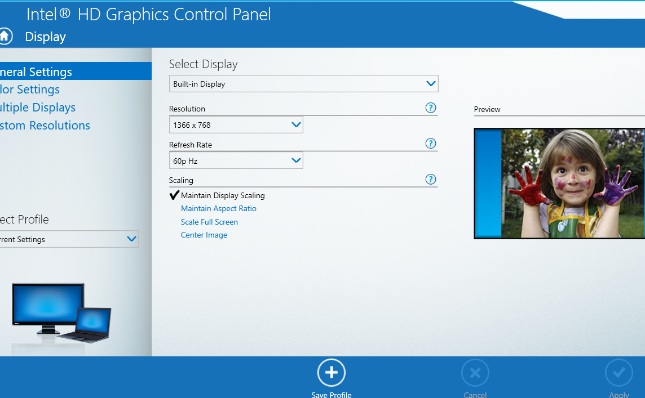 Intel® HD Graphics Control Panel
Display
neral Settings
lor Settings
ultiple Displays
stom Resolutions
ect Profile
rrent Settings
Select Display
Built-in Display
Resolution
?
1366 x 768
Refresh Rate
?
60p Hz
Scaling
?
Maintain Display Scaling
Maintain Aspect Ratio
Scale Full Screen
Center Image
Preview
Save Profile
Cancel
Apply